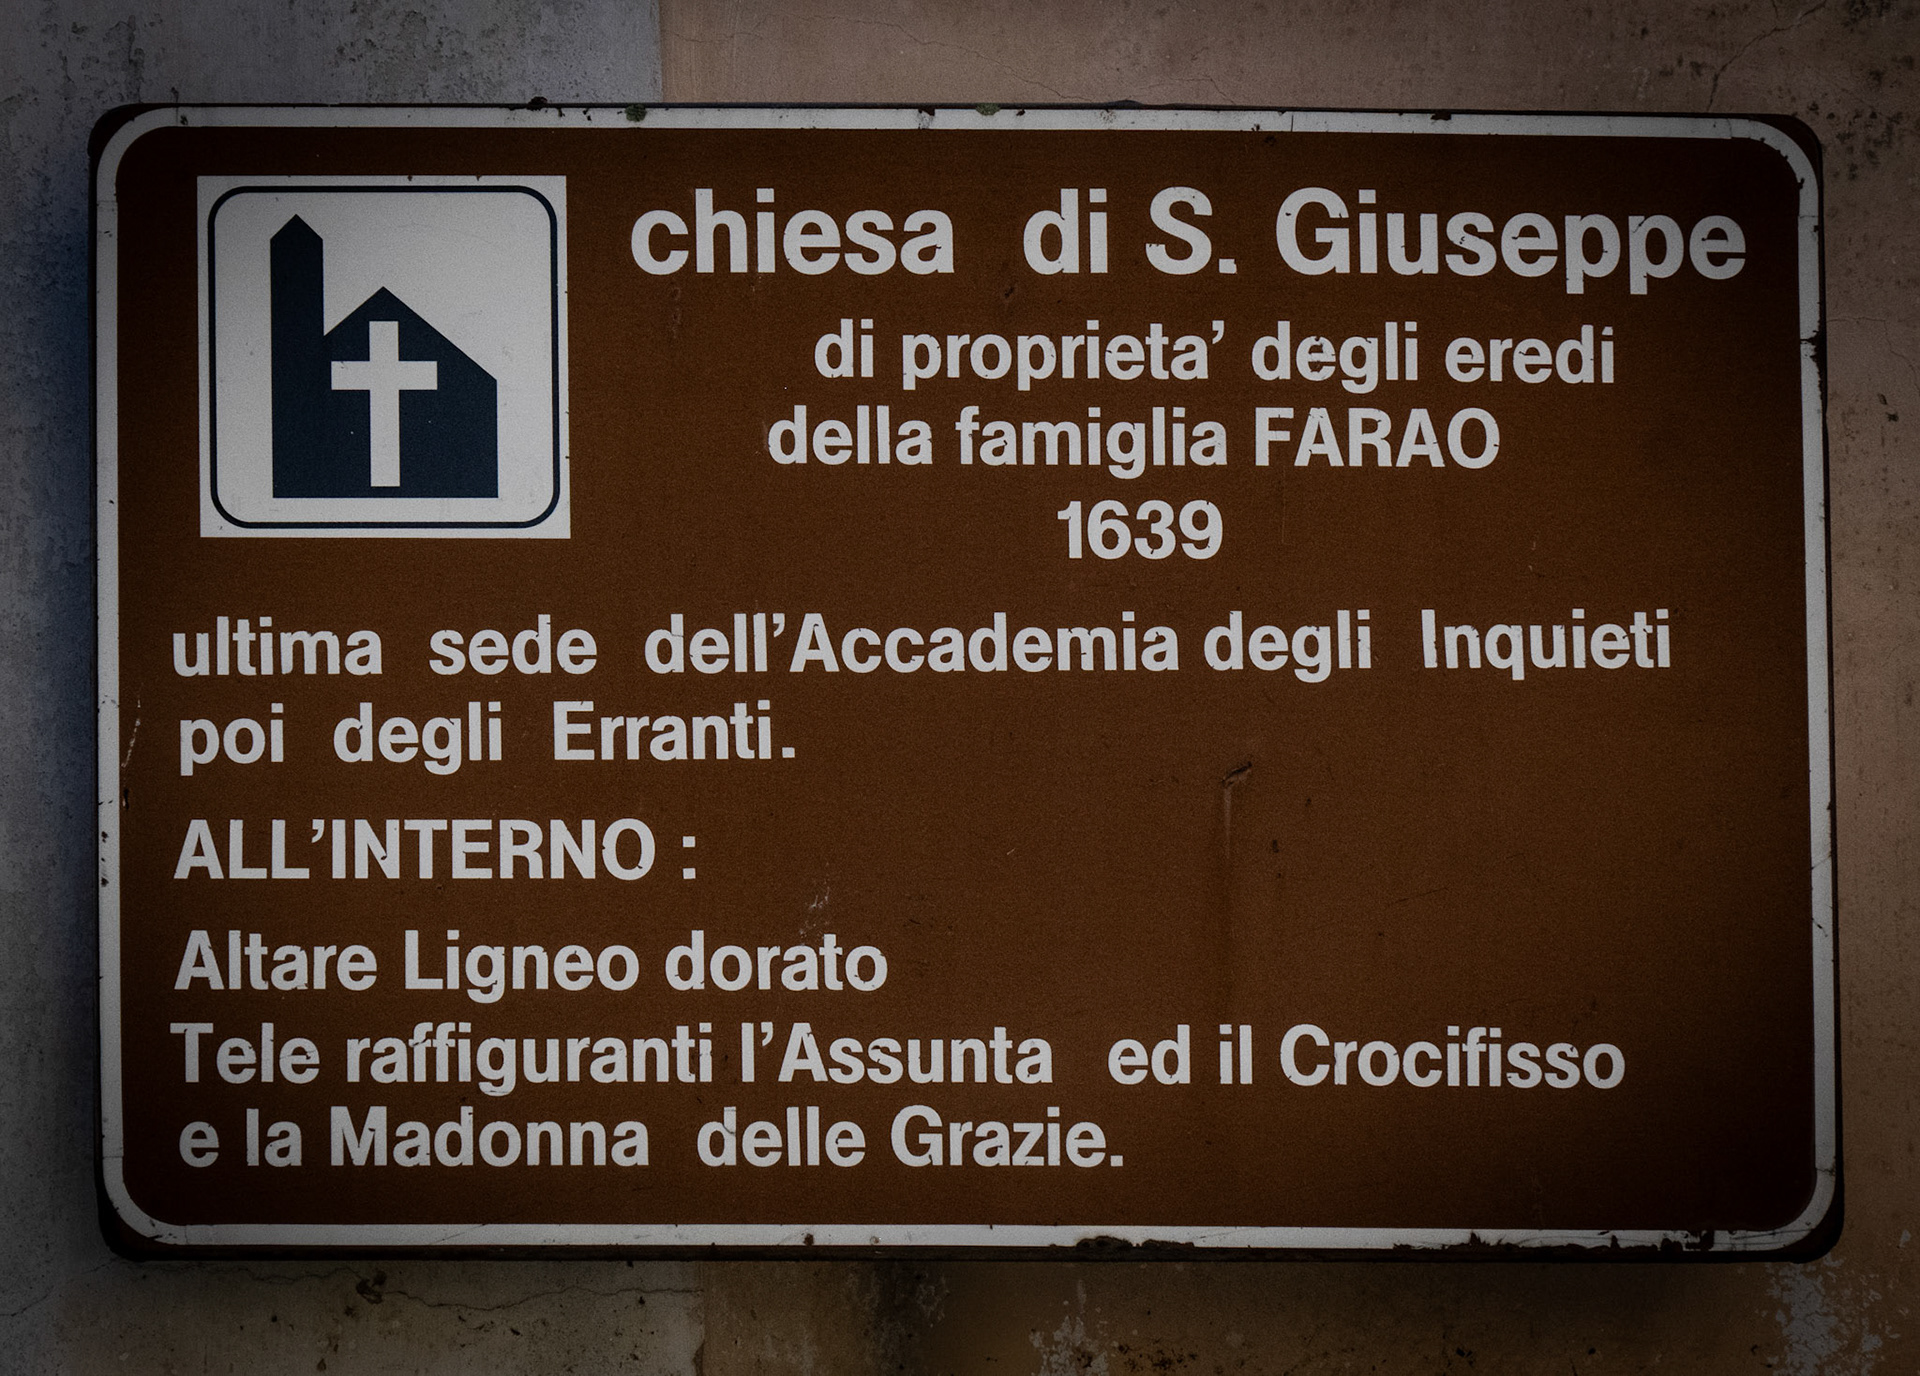 chiesa di S. Giuseppe
di proprieta' degli eredi
della famiglia FARAO
1639
ultima sede dell'Accademia degli Inquieti
poi degli Erranti.
ALL'INTERNO :
Altare Ligneo dorato
Tele raffiguranti l'Assunta ed il Crocifisso
e la Madonna delle Grazie.